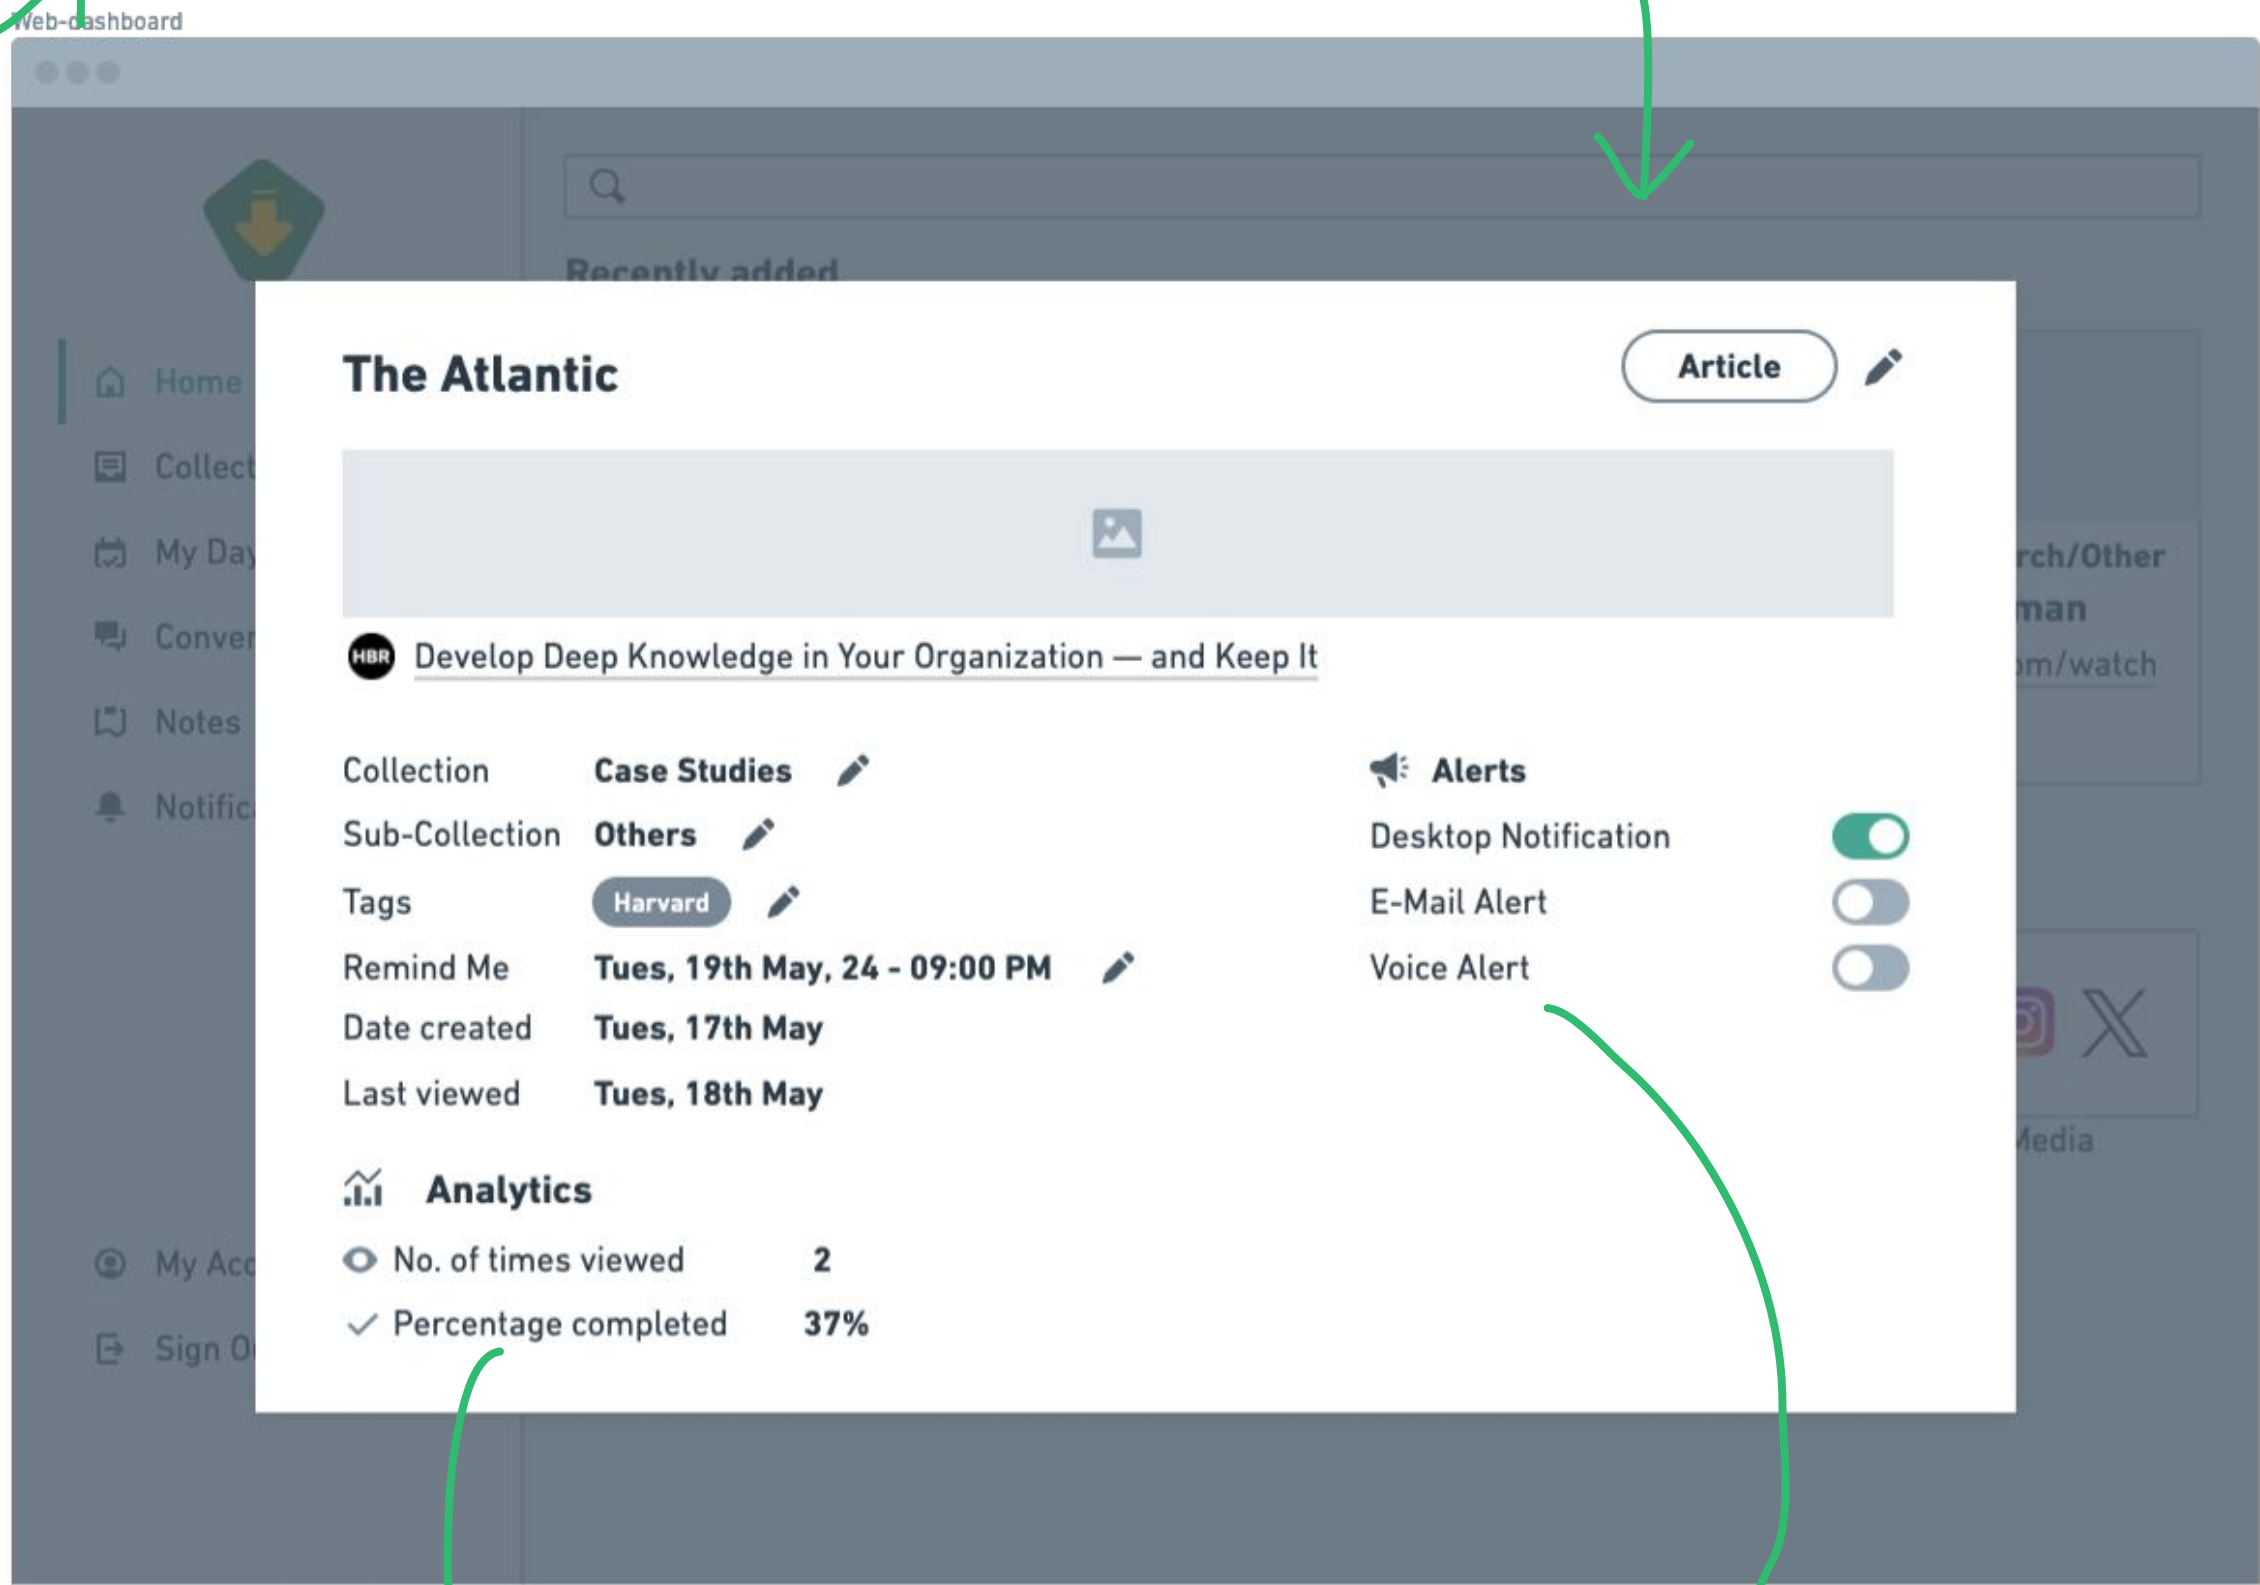 Web-dashboard
Recently added
The Atlantic
Article
Home
Collect
My Day
Conver
Notes
Notific
rch/Other
man
om/watch
HBR Develop Deep Knowledge in Your Organization — and Keep It
Collection Case Studies
Sub-Collection Others
Tags Harvard
Remind Me Tues, 19th May, 24 - 09:00 PM
Date created Tues, 17th May
Last viewed Tues, 18th May
Alerts
Desktop Notification
E-Mail Alert
Voice Alert
Media
Analytics
No. of times viewed 2
Percentage completed 37%
My Acc
Sign O